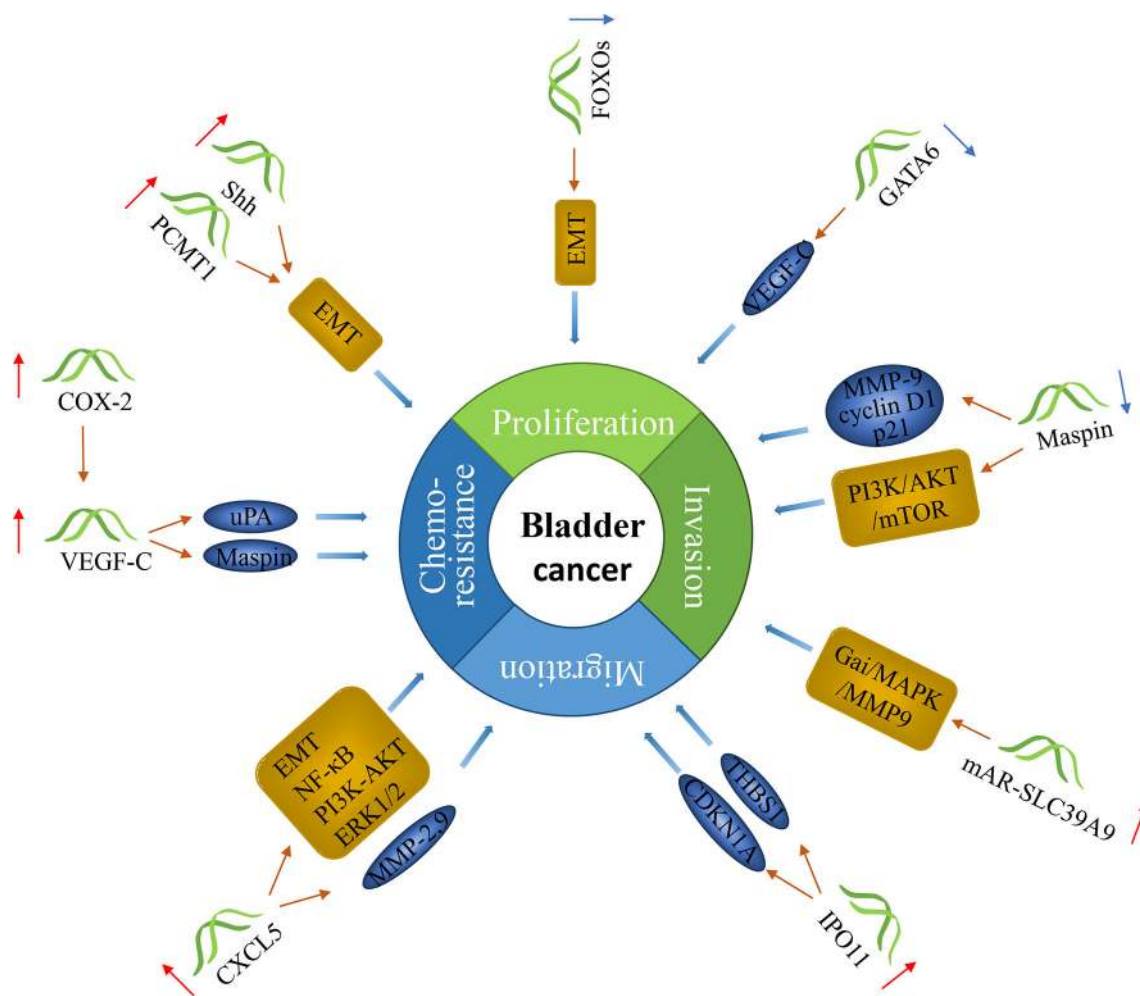 FOXOs
EMT
GATA6
VEGF-C
Shh
PCMT1
EMT
COX-2
VEGF-C
uPA
Maspin
MMP-9
cyclin D1
p21
Maspin
PI3K/AKT
/mTOR
Proliferation
Invasion
Migration
Chemo-
resistance
Bladder
cancer
Gai/MAPK
/MMP9
mAR-SLC39A9
THBS1
CDKN1A
IPO11
EMT
NF-κB
PI3K-AKT
ERK1/2
MMP-2,9
CXCL5